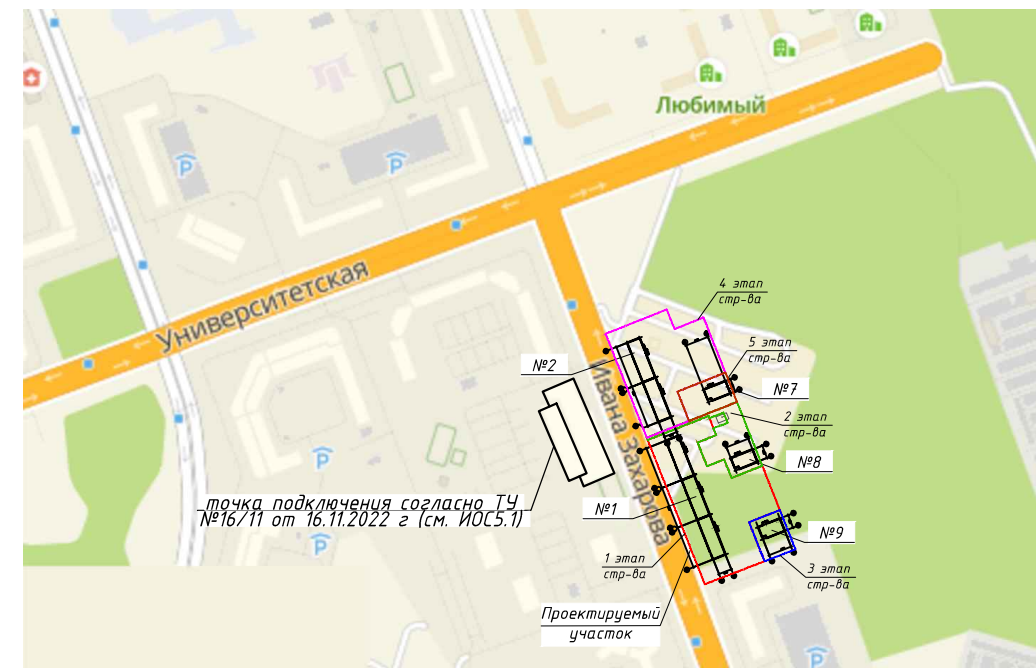 Любимый
Университетская
Ивана Захарова
4 этап
стр-ва
5 этап
стр-ва
№2
№7
2 этап
стр-ва
№8
точка подключения согласно ТУ
№16/11 от 16.11.2022 г (см. ИОС5.1)
№1
№9
1 этап
стр-ва
3 этап
стр-ва
Проектируемый
участок
P
P
P
P
P